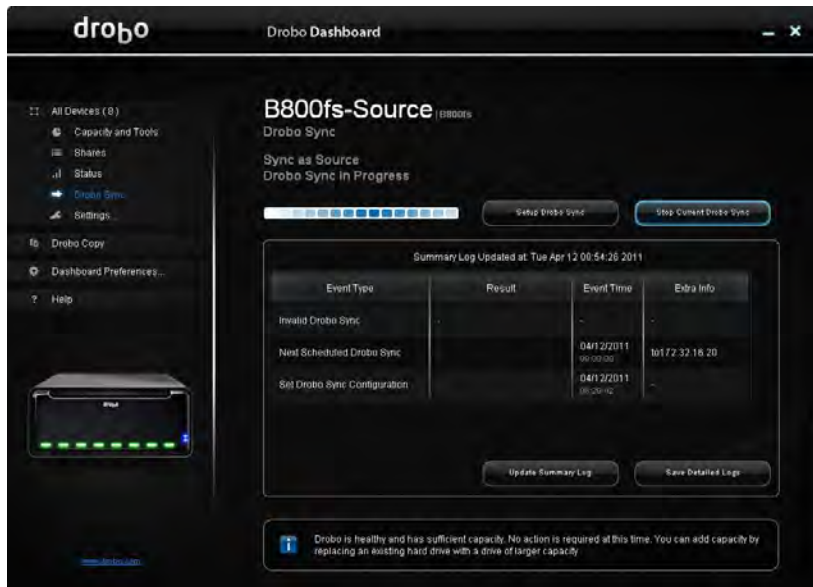 drobo
Drobo Dashboard
All Devices (8)
Capacity and Tools
Shares
Status
Drobo Sync
Settings...
Drobo Copy
Dashboard Preferences...
Help
B800fs-Source | B800fs
Drobo Sync
Sync as Source
Drobo Sync In Progress
Setup Drobo Sync
Stop Current Drobo Sync
Summary Log Updated at: Tue Apr 12 00:54:26 2011
Event Type Result Event Time Extra Info
Invalid Drobo Sync - - -
Next Scheduled Drobo Sync 04/12/2011 to172.32.16.20
Set Drobo Sync Configuration 04/12/2011 -
Update Summary Log
Save Detailed Logs
Drobo is healthy and has sufficient capacity. No action is required at this time. You can add capacity by
replacing an existing hard drive with a drive of larger capacity